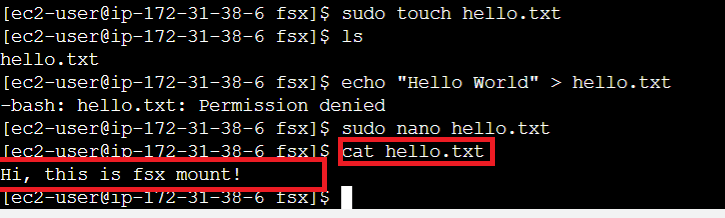 [ec2-user@ip-172-31-38-6 fsx]$ sudo touch hello.txt
[ec2-user@ip-172-31-38-6 fsx]$ ls
hello.txt
[ec2-user@ip-172-31-38-6 fsx]$ echo "Hello World" > hello.txt
-bash: hello.txt: Permission denied
[ec2-user@ip-172-31-38-6 fsx]$ sudo nano hello.txt
[ec2-user@ip-172-31-38-6 fsx]$ cat hello.txt
Hi, this is fsx mount!
[ec2-user@ip-172-31-38-6 fsx]$